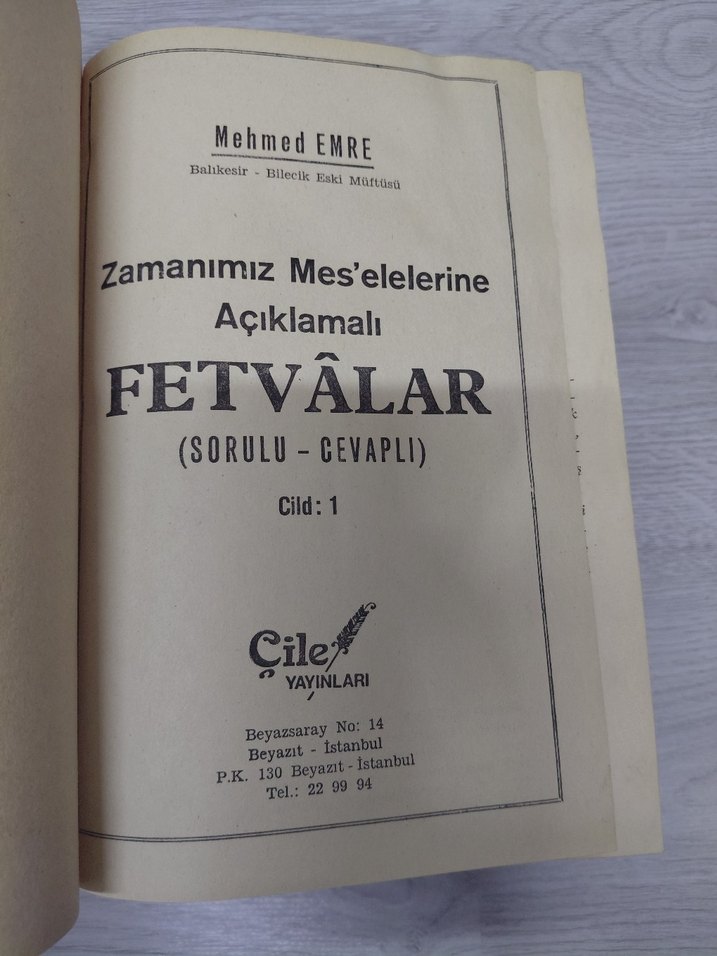 Mehmed EMRE
Balıkesir - Bilecik Eski Müftüsü
Zamanımız Mes'elelerine
Açıklamalı
FETVÂLAR
(SORULU - CEVAPLI)
Cild: 1
Çile
YAYINLARI
Beyazsaray No: 14
Beyazıt - İstanbul
P.K. 130 Beyazıt - İstanbul
Tel.: 22 99 94